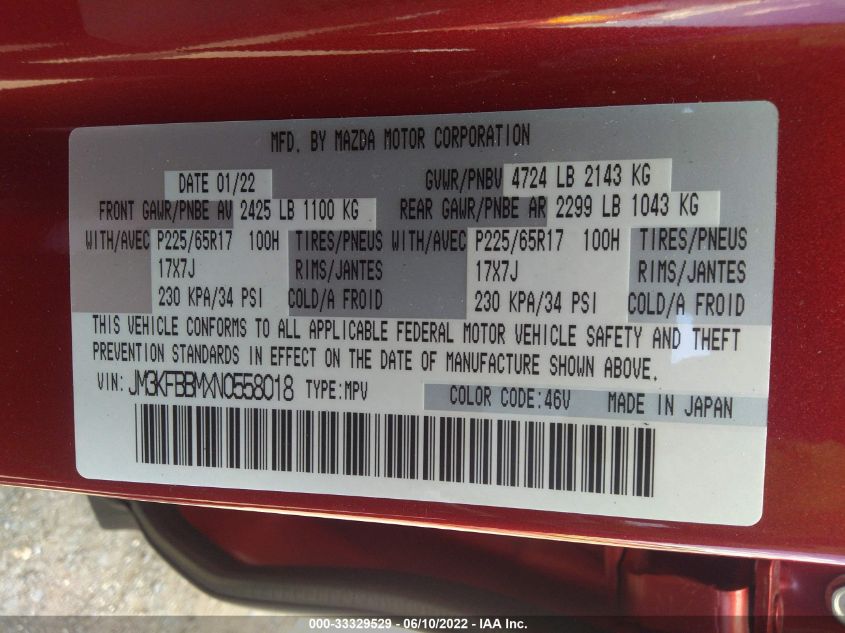 MFD. BY MAZDA MOTOR CORPORATION
DATE 01/22 GVWR/PNBV 4724 LB 2143 KG
FRONT GAWR/PNBE AV 2425 LB 1100 KG REAR GAWR/PNBE AR 2299 LB 1043 KG
WITH/AVEC P225/65R17 100H TIRES/PNEUS WITH/AVEC P225/65R17 100H TIRES/PNEUS
17X7J RIMS/JANTES 17X7J RIMS/JANTES
230 KPA/34 PSI COLD/A FROID 230 KPA/34 PSI COLD/A FROID
THIS VEHICLE CONFORMS TO ALL APPLICABLE FEDERAL MOTOR VEHICLE SAFETY AND THEFT
PREVENTION STANDARDS IN EFFECT ON THE DATE OF MANUFACTURE SHOWN ABOVE.
VIN: JM3KFBBMXN0558018 TYPE:MPV COLOR CODE:46V MADE IN JAPAN
000-33329529 - 06/10/2022 - IAA Inc.